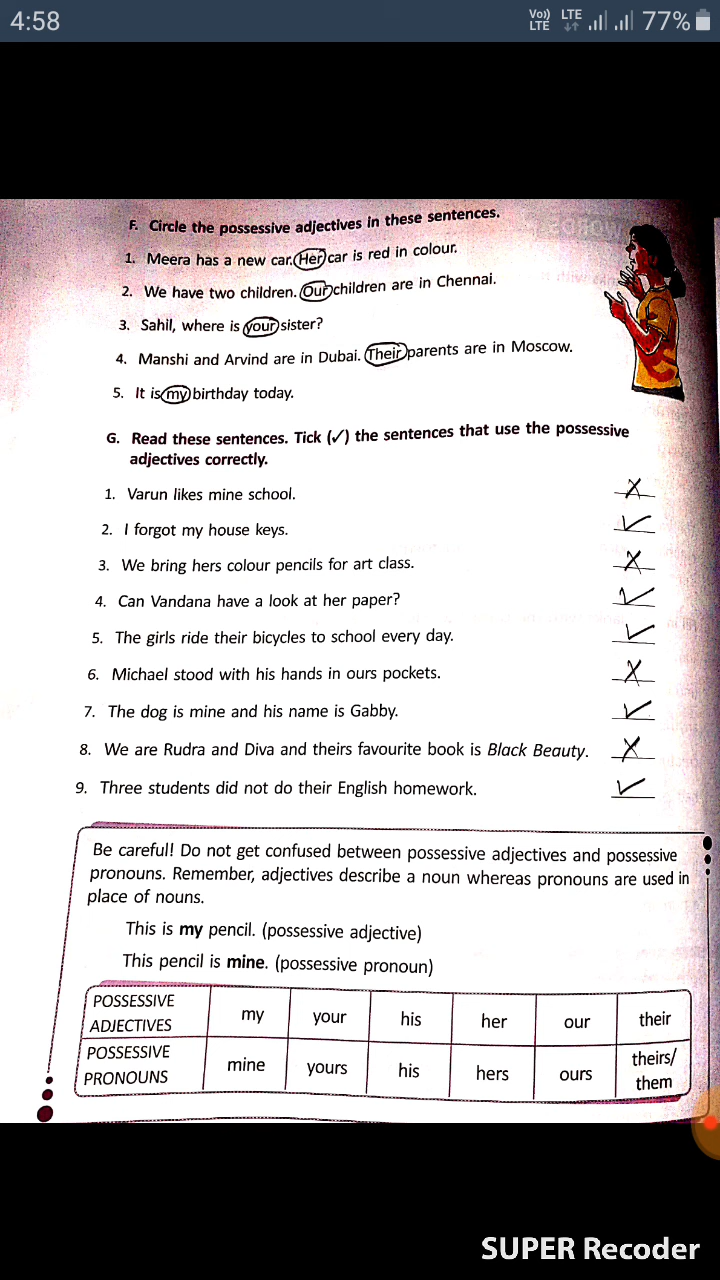 4:58 Vo)) LTE LTE 77%
F. Circle the possessive adjectives in these sentences.
1. Meera has a new car. Her car is red in colour.
2. We have two children. Our children are in Chennai.
3. Sahil, where is your sister?
4. Manshi and Arvind are in Dubai. Their parents are in Moscow.
5. It is my birthday today.
G. Read these sentences. Tick (✓) the sentences that use the possessive
adjectives correctly.
1. Varun likes mine school. ✗
2. I forgot my house keys. ✓
3. We bring hers colour pencils for art class. ✗
4. Can Vandana have a look at her paper? ✓
5. The girls ride their bicycles to school every day. ✓
6. Michael stood with his hands in ours pockets. ✗
7. The dog is mine and his name is Gabby. ✓
8. We are Rudra and Diva and theirs favourite book is Black Beauty. ✗
9. Three students did not do their English homework. ✓
Be careful! Do not get confused between possessive adjectives and possessive
pronouns. Remember, adjectives describe a noun whereas pronouns are used in
place of nouns.
This is my pencil. (possessive adjective)
This pencil is mine. (possessive pronoun)
POSSESSIVE
ADJECTIVES my your his her our their
POSSESSIVE
PRONOUNS mine yours his hers ours theirs/
them
SUPER Recoder